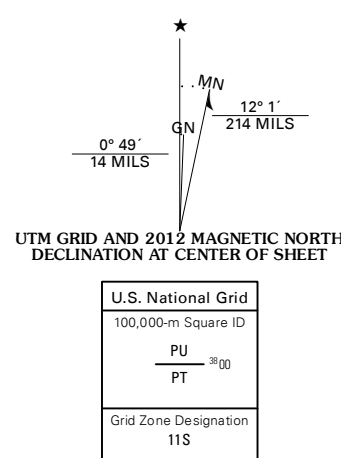 ★
MN
12° 1´
214 MILS
GN
0° 49´
14 MILS
UTM GRID AND 2012 MAGNETIC NORTH
DECLINATION AT CENTER OF SHEET
U.S. National Grid
100,000-m Square ID
PU
3800
PT
Grid Zone Designation
11S